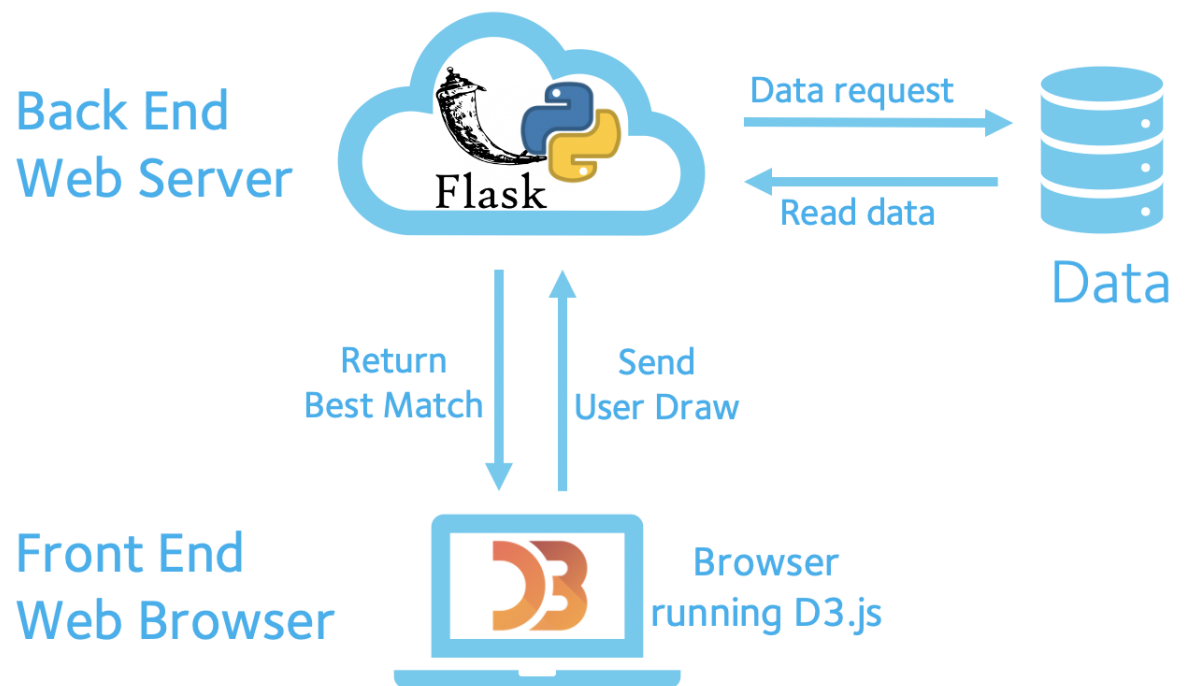 Back End
Web Server
Flask
Data request
Read data
Data
Return
Best Match
Send
User Draw
Front End
Web Browser
D3
Browser
running D3.js